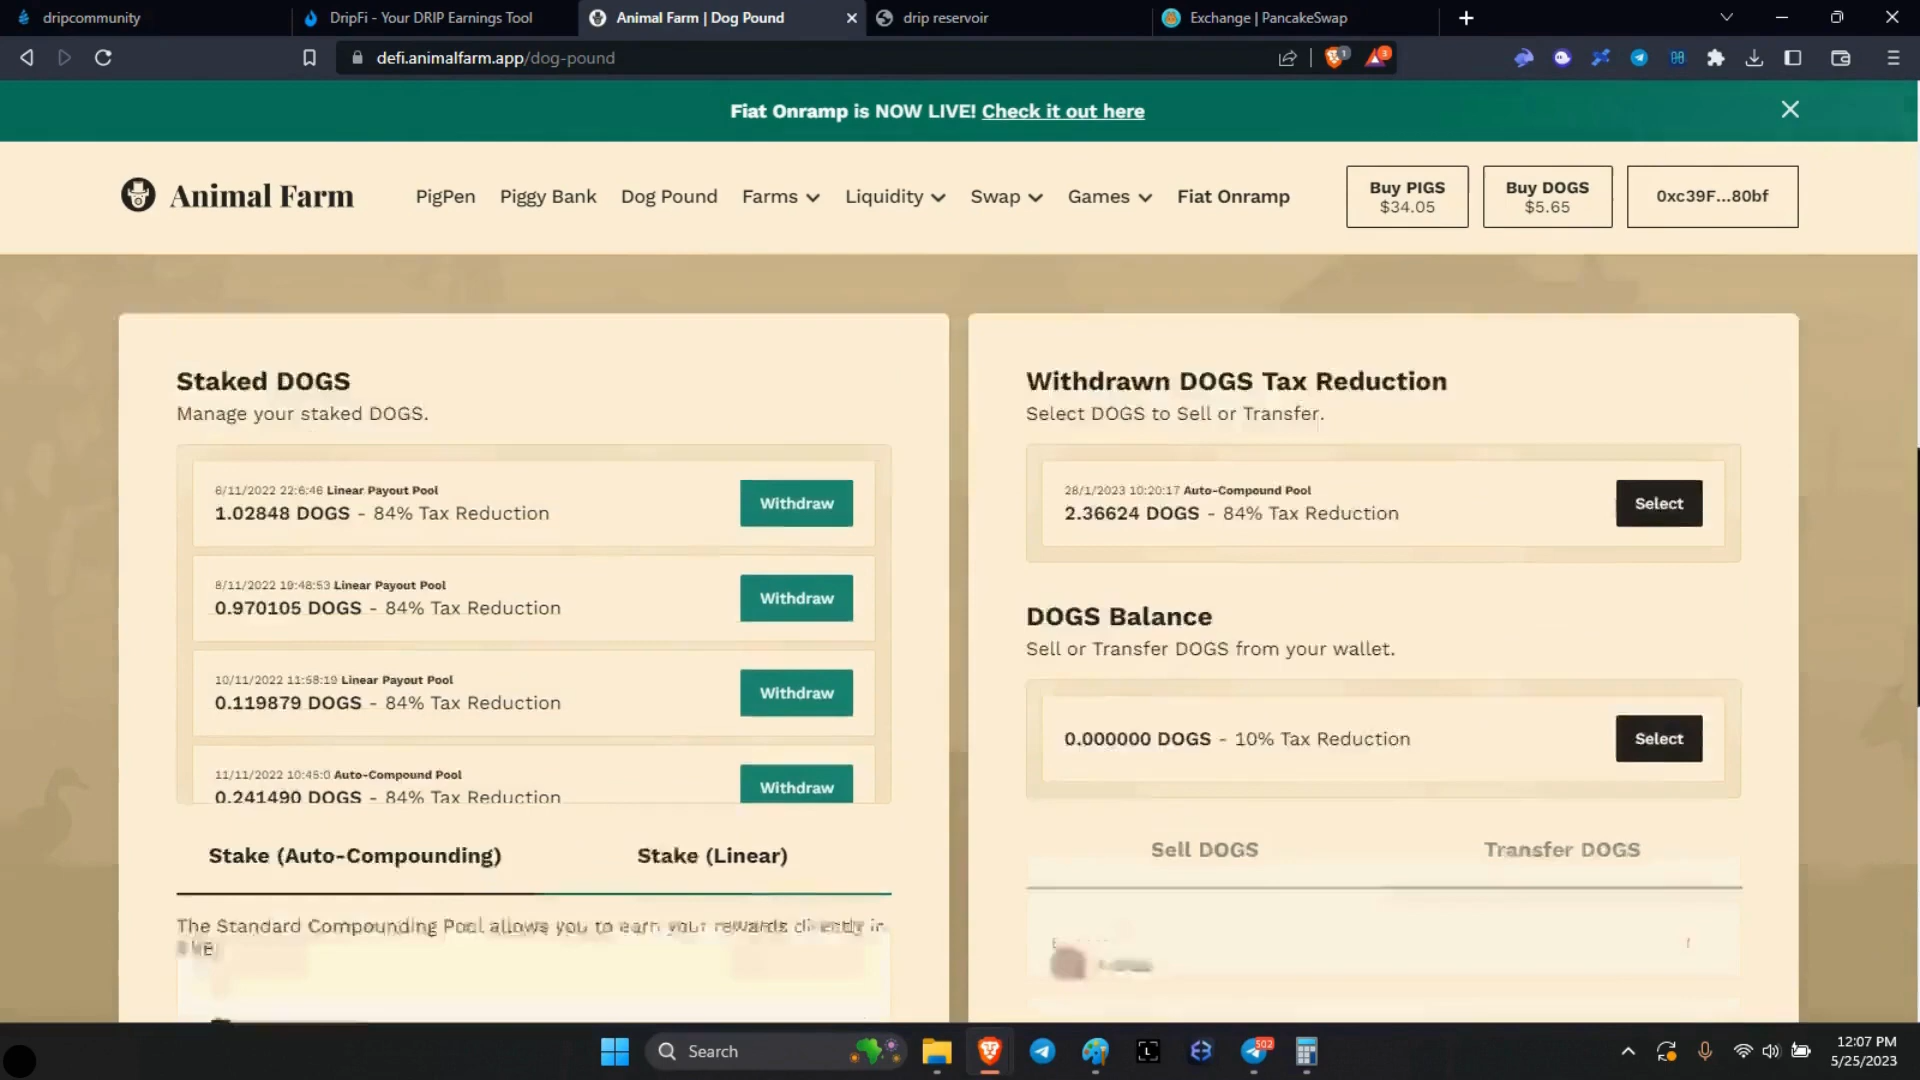 dripcommunity
DripFi - Your DRIP Earnings Tool
Animal Farm | Dog Pound
drip reservoir
Exchange | PancakeSwap
defi.animalfarm.app/dog-pound
1
3
Fiat Onramp is NOW LIVE! Check it out here
Animal Farm
PigPen
Piggy Bank
Dog Pound
Farms
Liquidity
Swap
Games
Fiat Onramp
Buy PIGS
$34.05
Buy DOGS
$5.65
0xc39F...80bf
Staked DOGS
Manage your staked DOGS.
6/11/2022 22:6:46 Linear Payout Pool
1.02848 DOGS - 84% Tax Reduction
Withdraw
8/11/2022 19:48:53 Linear Payout Pool
0.970105 DOGS - 84% Tax Reduction
Withdraw
10/11/2022 11:58:19 Linear Payout Pool
0.119879 DOGS - 84% Tax Reduction
Withdraw
11/11/2022 10:45:0 Auto-Compound Pool
0.241490 DOGS - 84% Tax Reduction
Withdraw
Stake (Auto-Compounding)
Stake (Linear)
The Standard Compounding Pool allows you to earn your rewards directly in
Withdrawn DOGS Tax Reduction
Select DOGS to Sell or Transfer.
28/1/2023 10:20:17 Auto-Compound Pool
2.36624 DOGS - 84% Tax Reduction
Select
DOGS Balance
Sell or Transfer DOGS from your wallet.
0.000000 DOGS - 10% Tax Reduction
Select
Sell DOGS
Transfer DOGS
Search
502
12:07 PM
5/25/2023